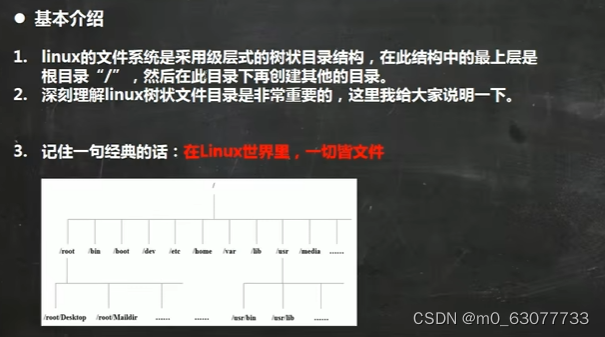 ● 基本介绍
1. linux的文件系统是采用级层式的树状目录结构，在此结构中的最上层是
根目录“/”，然后在此目录下再创建其他的目录。
2. 深刻理解linux树状文件目录是非常重要的，这里我给大家说明一下。
3. 记住一句经典的话：在Linux世界里，一切皆文件
/
/root /bin /boot /dev /etc /home /var /lib /usr /media ......
/root/Desktop /root/Maildir ...... ...... /usr/bin /usr/lib ......
CSDN @m0_63077733